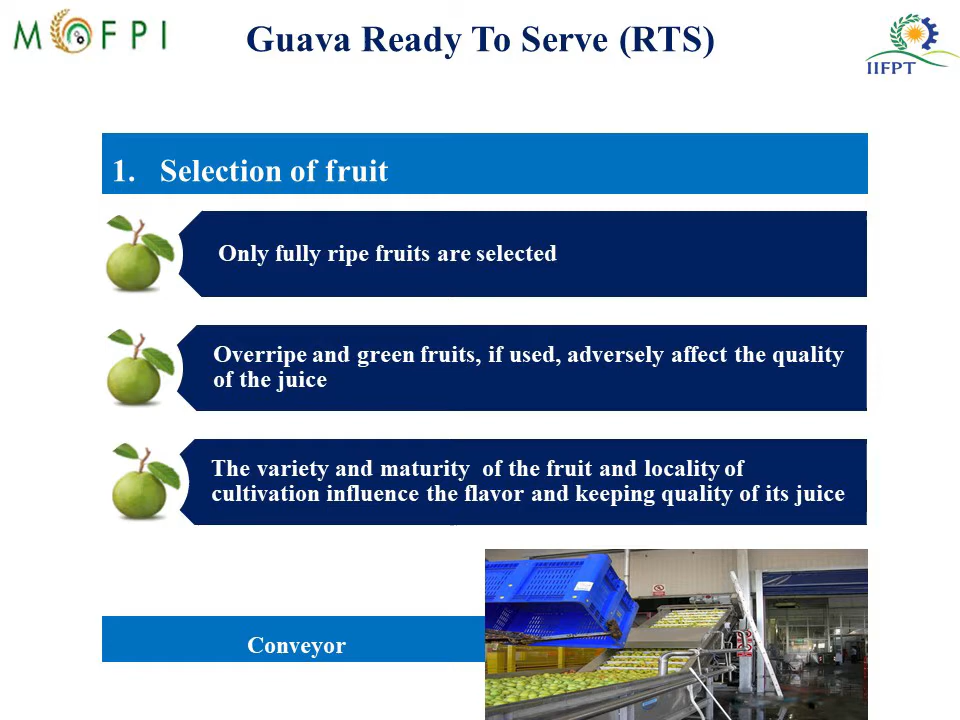 MOFPI
Guava Ready To Serve (RTS)
IIFPT
1. Selection of fruit
Only fully ripe fruits are selected
Overripe and green fruits, if used, adversely affect the quality
of the juice
The variety and maturity of the fruit and locality of
cultivation influence the flavor and keeping quality of its juice
Conveyor